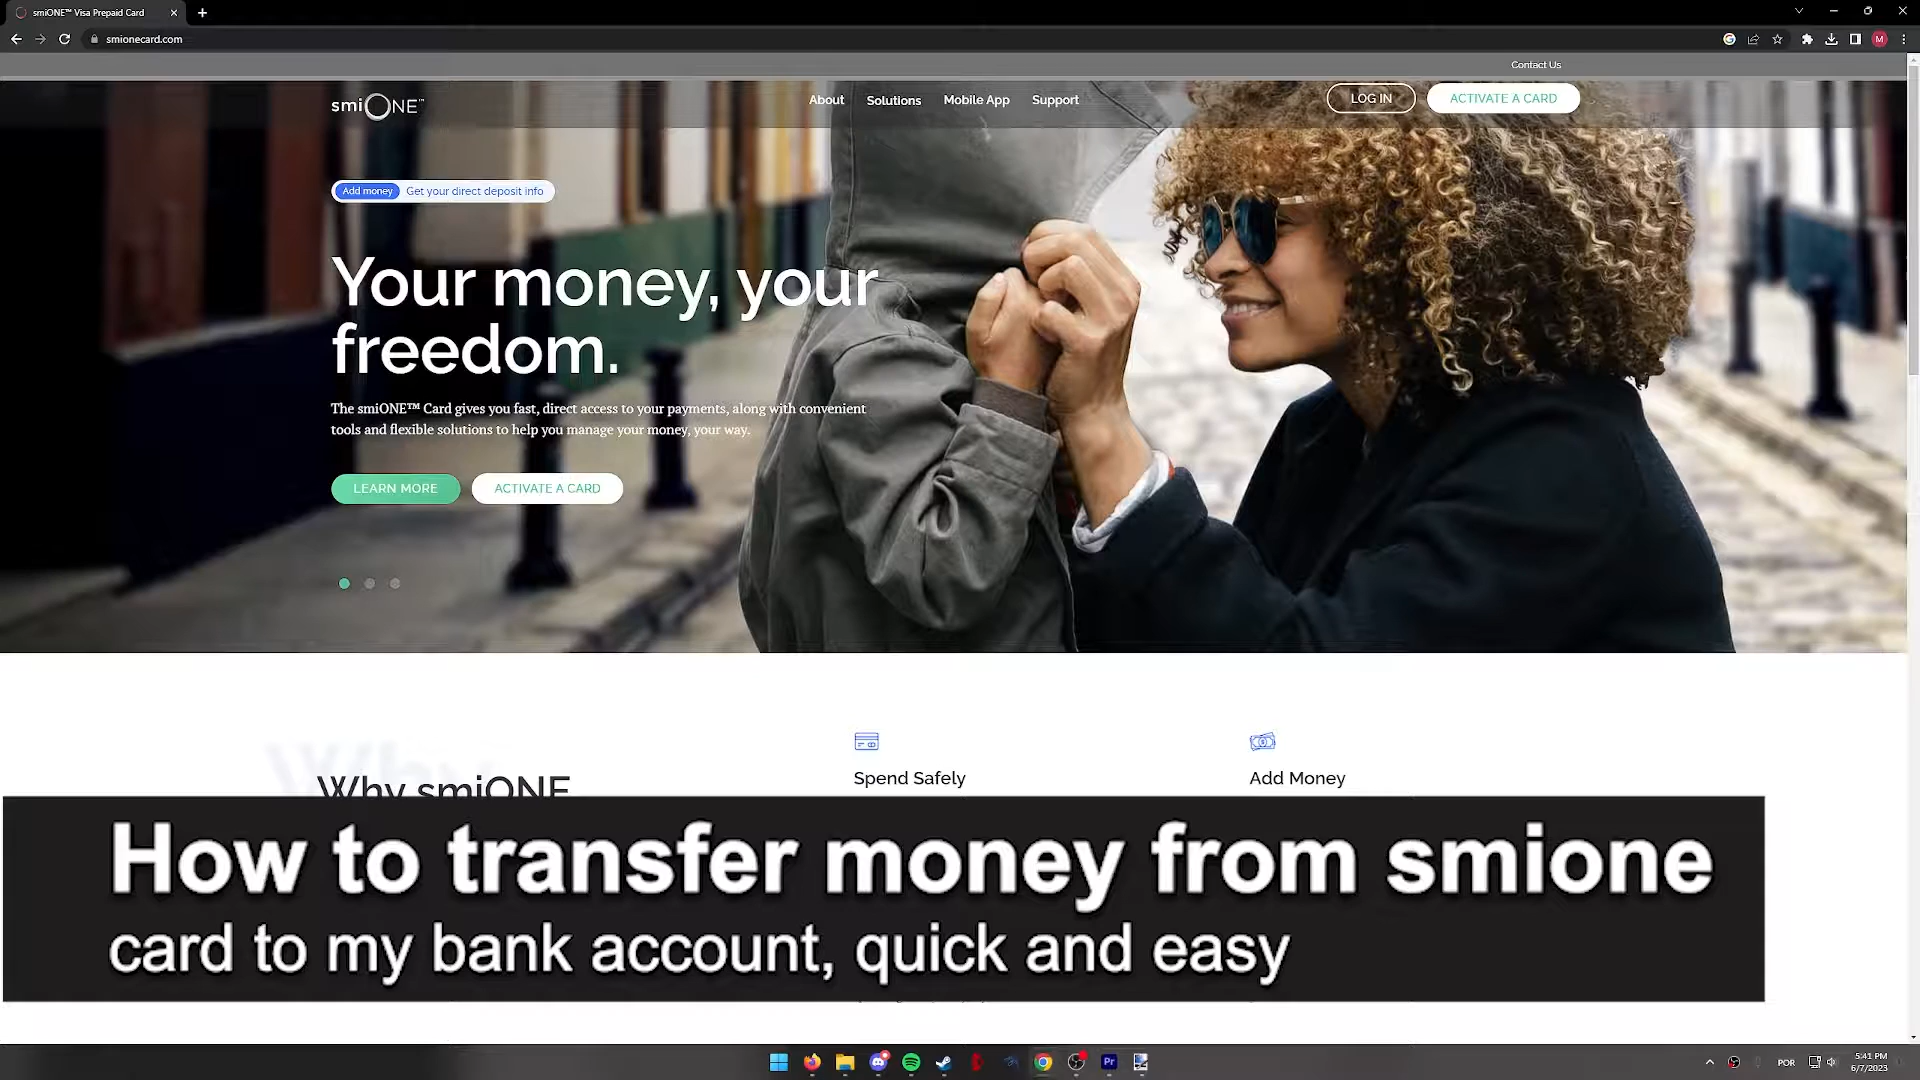 smiONE™ Visa Prepaid Card
smionecard.com
M
Contact Us
smiONE™
About
Solutions
Mobile App
Support
LOG IN
ACTIVATE A CARD
Add money Get your direct deposit info
Your money, your
freedom.
The smiONE™ Card gives you fast, direct access to your payments, along with convenient
tools and flexible solutions to help you manage your money, your way.
LEARN MORE
ACTIVATE A CARD
Why
Why smiONE
Spend Safely
Add Money
How to transfer money from smione
card to my bank account, quick and easy
Pr
POR
5:41 PM
6/7/2023